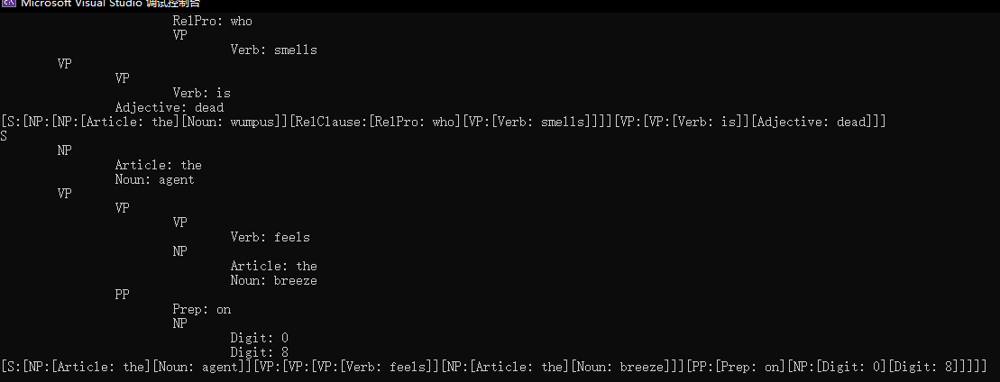 Microsoft Visual Studio 调试控制台
RelPro: who
VP
Verb: smells
VP
VP
Verb: is
Adjective: dead
[S:[NP:[NP:[Article: the][Noun: wumpus]][RelClause:[RelPro: who][VP:[Verb: smells]]]][VP:[VP:[Verb: is]][Adjective: dead]]]
S
NP
Article: the
Noun: agent
VP
VP
VP
Verb: feels
NP
Article: the
Noun: breeze
PP
Prep: on
NP
Digit: 0
Digit: 8
[S:[NP:[Article: the][Noun: agent]][VP:[VP:[VP:[Verb: feels]][NP:[Article: the][Noun: breeze]]][PP:[Prep: on][NP:[Digit: 0][Digit: 8]]]]]